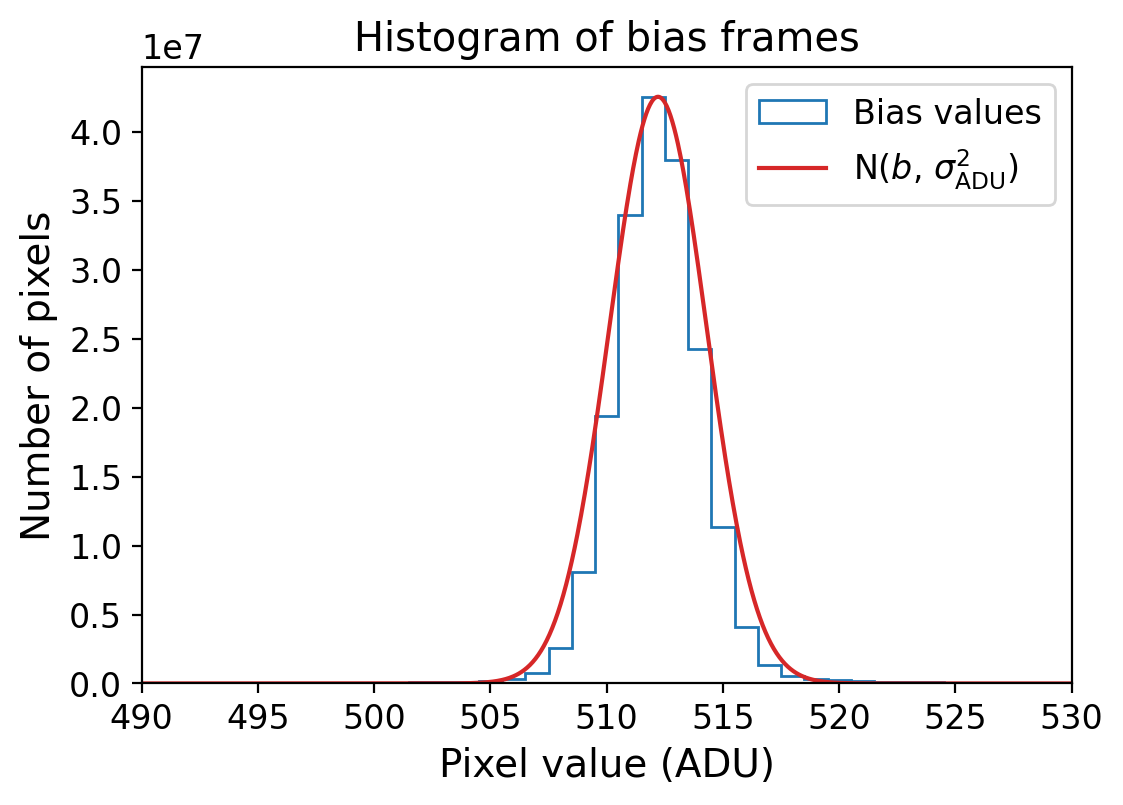 Histogram of bias frames
1e7
Bias values
N(b, σ²ADU)
4.0
3.5
3.0
2.5
2.0
1.5
1.0
0.5
0.0
Number of pixels
490 495 500 505 510 515 520 525 530
Pixel value (ADU)